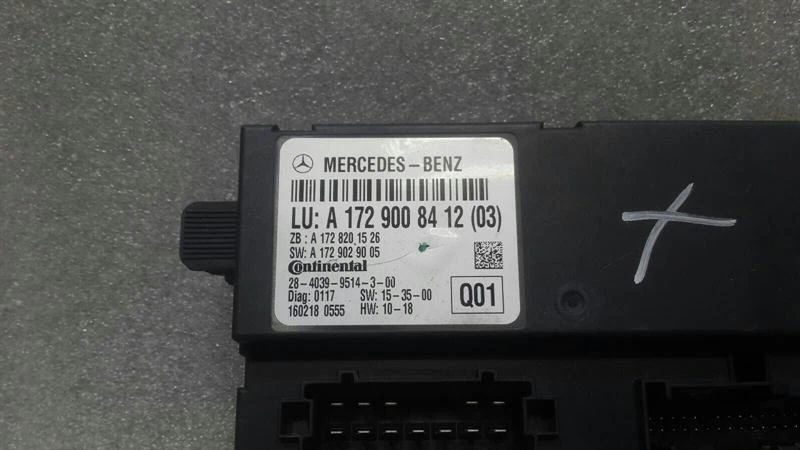 MERCEDES-BENZ
LU: A 172 900 84 12 (03)
ZB : A 172 820 15 26
SW: A 172 902 90 05
Continental
28-4039-9514-3-00
Diag: 0117 SW: 15-35-00
160218 0555 HW: 10-18
Q01